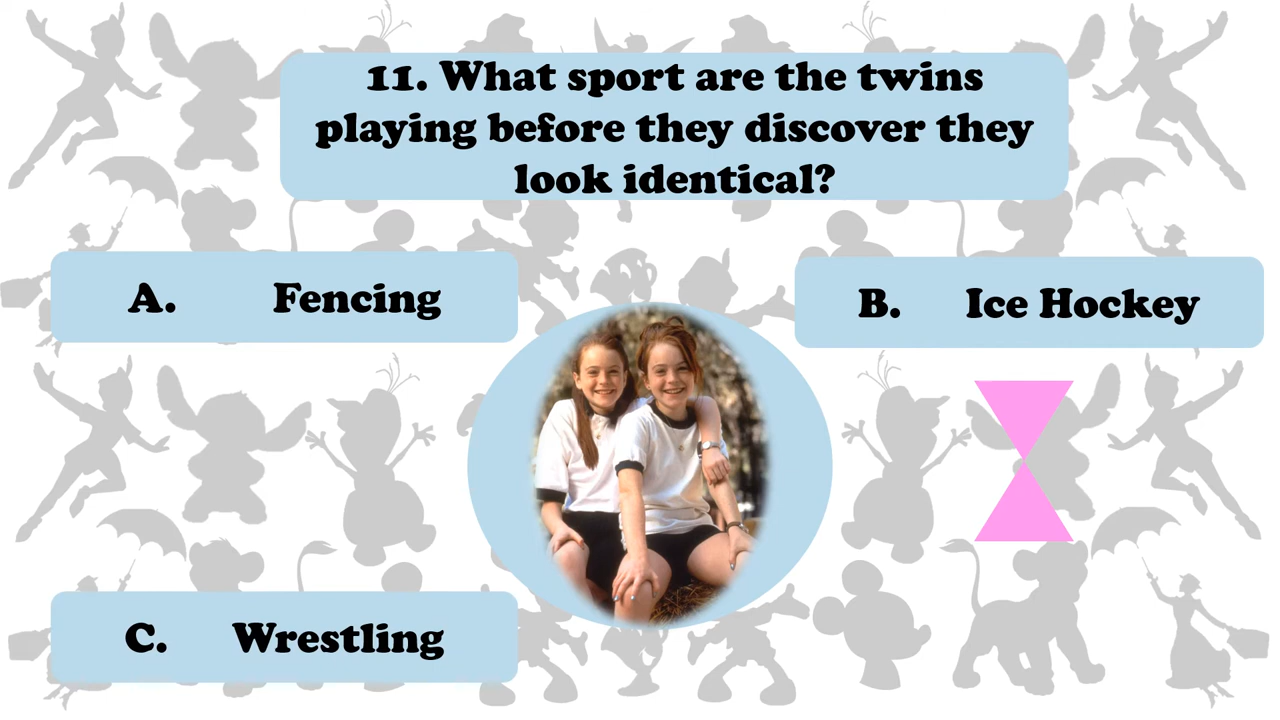 11. What sport are the twins
playing before they discover they
look identical?
A. Fencing
B. Ice Hockey
C. Wrestling